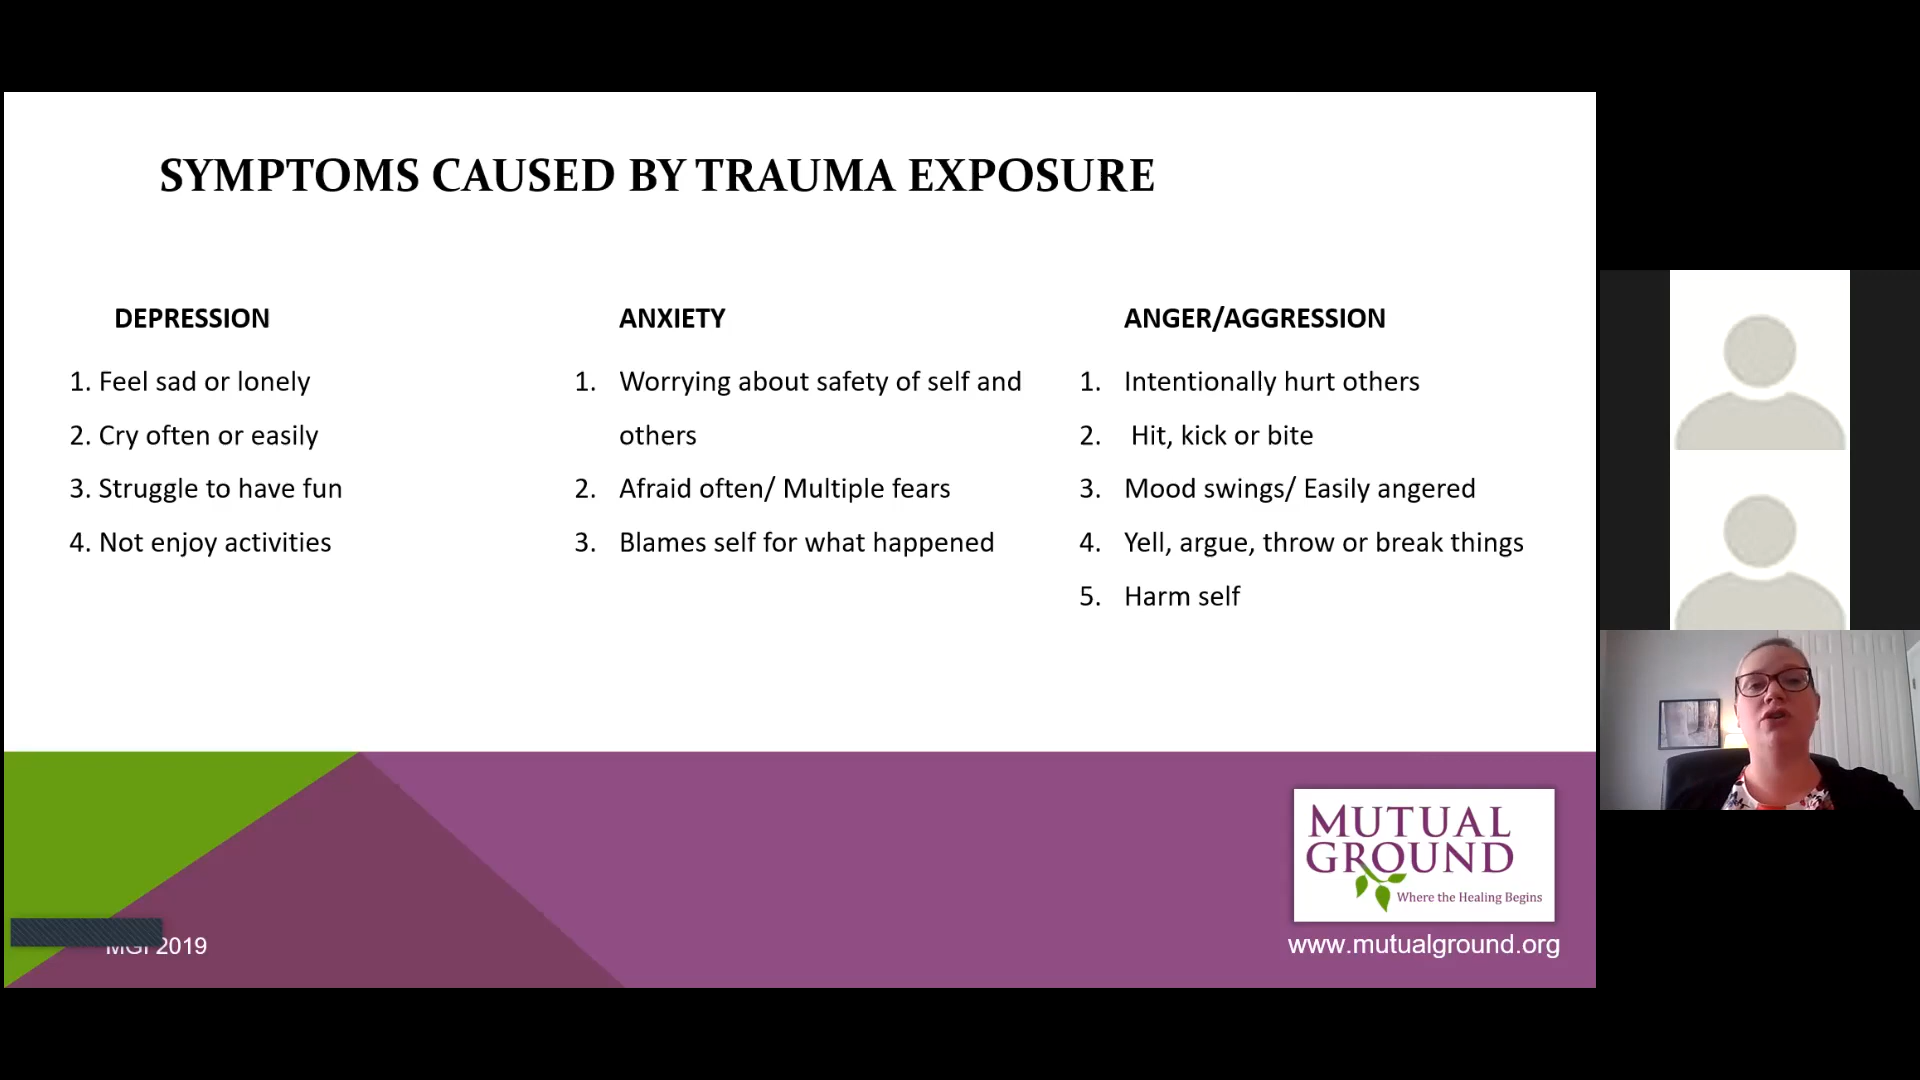 SYMPTOMS CAUSED BY TRAUMA EXPOSURE
DEPRESSION
1. Feel sad or lonely
2. Cry often or easily
3. Struggle to have fun
4. Not enjoy activities
ANXIETY
1. Worrying about safety of self and
others
2. Afraid often/ Multiple fears
3. Blames self for what happened
ANGER/AGGRESSION
1. Intentionally hurt others
2. Hit, kick or bite
3. Mood swings/ Easily angered
4. Yell, argue, throw or break things
5. Harm self
MUTUAL
GROUND
Where the Healing Begins
MGI 2019
www.mutualground.org